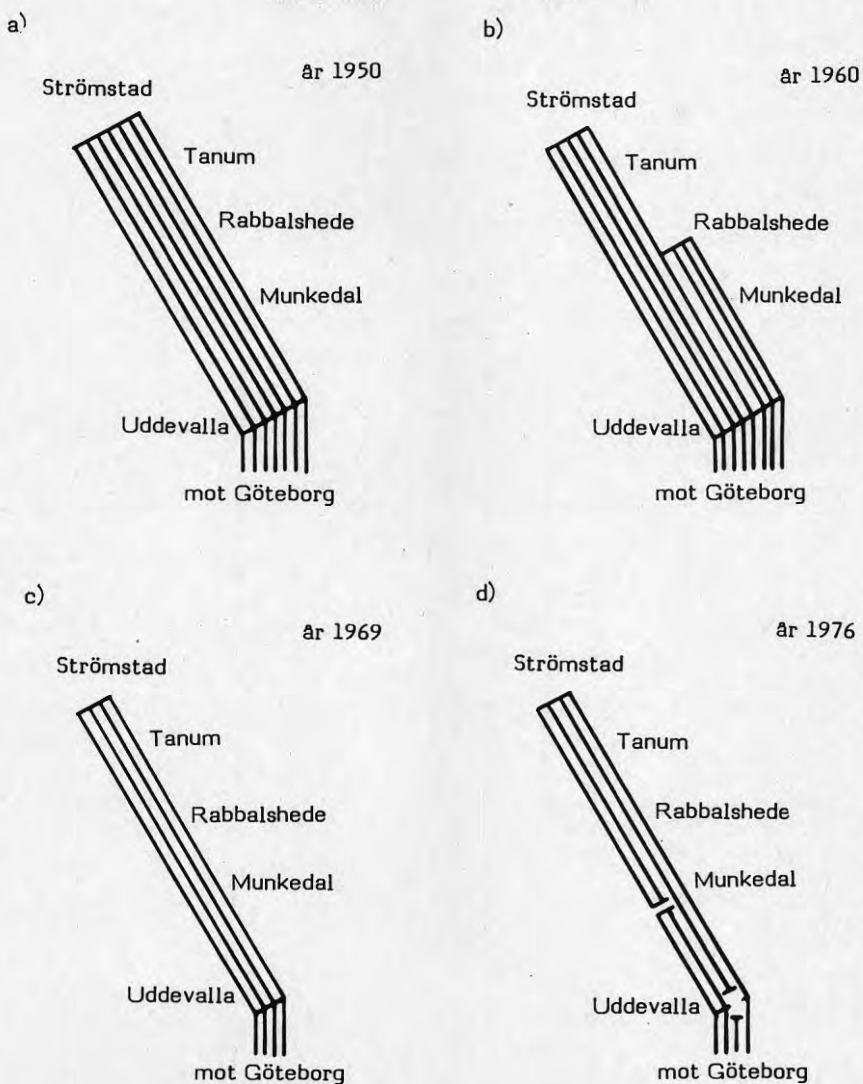 a)
år 1950
Strömstad
Tanum
Rabbalshede
Munkedal
Uddevalla
mot Göteborg
b)
år 1960
Strömstad
Tanum
Rabbalshede
Munkedal
Uddevalla
mot Göteborg
c)
år 1969
Strömstad
Tanum
Rabbalshede
Munkedal
Uddevalla
mot Göteborg
d)
år 1976
Strömstad
Tanum
Rabbalshede
Munkedal
Uddevalla
mot Göteborg